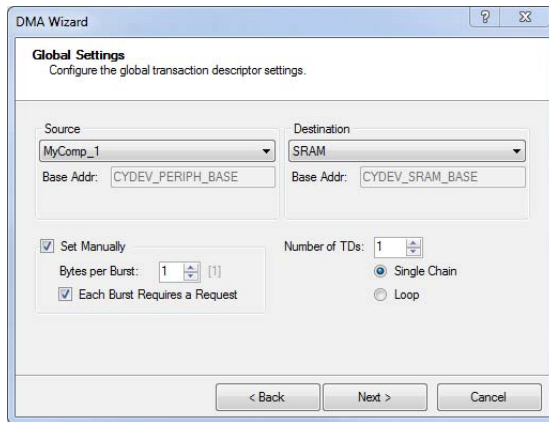 DMA Wizard
Global Settings
Configure the global transaction descriptor settings.
Source
MyComp_1
Base Addr: CYDEV_PERIPH_BASE
Destination
SRAM
Base Addr: CYDEV_SRAM_BASE
Set Manually
Bytes per Burst: 1 [1]
Each Burst Requires a Request
Number of TDs: 1
Single Chain
Loop
< Back Next > Cancel